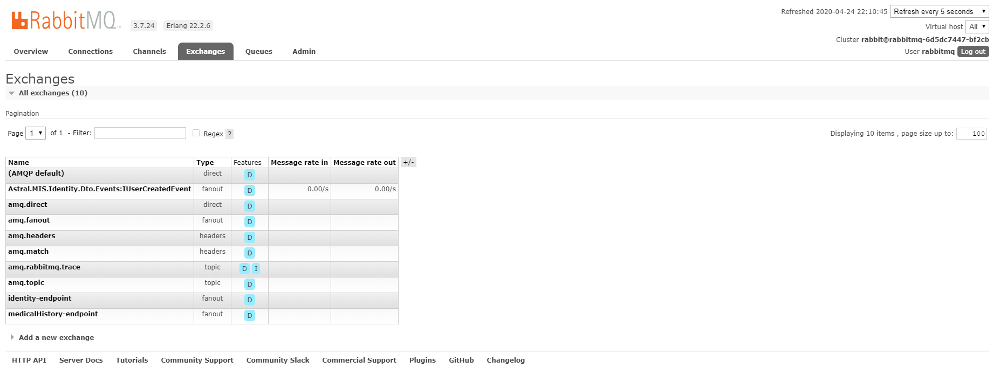 RabbitMQ TM 3.7.24 Erlang 22.2.6
Refreshed 2020-04-24 22:10:45 Refresh every 5 seconds
Virtual host All
Cluster rabbit@rabbitmq-6d5dc7447-bf2cb
User rabbitmq Log out
Overview Connections Channels Exchanges Queues Admin
Exchanges
All exchanges (10)
Pagination
Page 1 of 1 - Filter: Regex ? Displaying 10 items , page size up to: 100
Name Type Features Message rate in Message rate out +/-
(AMQP default) direct D
Astral.MIS.Identity.Dto.Events:IUserCreatedEvent fanout D 0.00/s 0.00/s
amq.direct direct D
amq.fanout fanout D
amq.headers headers D
amq.match headers D
amq.rabbitmq.trace topic D I
amq.topic topic D
identity-endpoint fanout D
medicalHistory-endpoint fanout D
Add a new exchange
HTTP API Server Docs Tutorials Community Support Community Slack Commercial Support Plugins GitHub Changelog